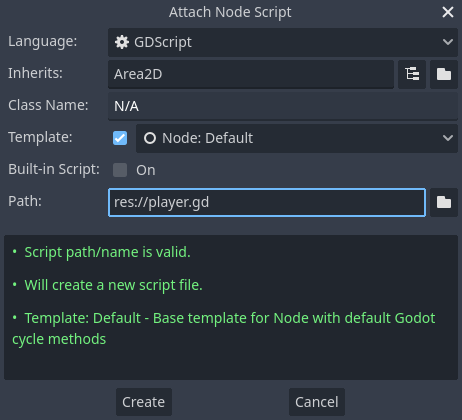 Attach Node Script
Language: GDScript
Inherits: Area2D
Class Name: N/A
Template: Node: Default
Built-in Script: On
Path: res://player.gd
• Script path/name is valid.
• Will create a new script file.
• Template: Default - Base template for Node with default Godot
cycle methods
Create Cancel